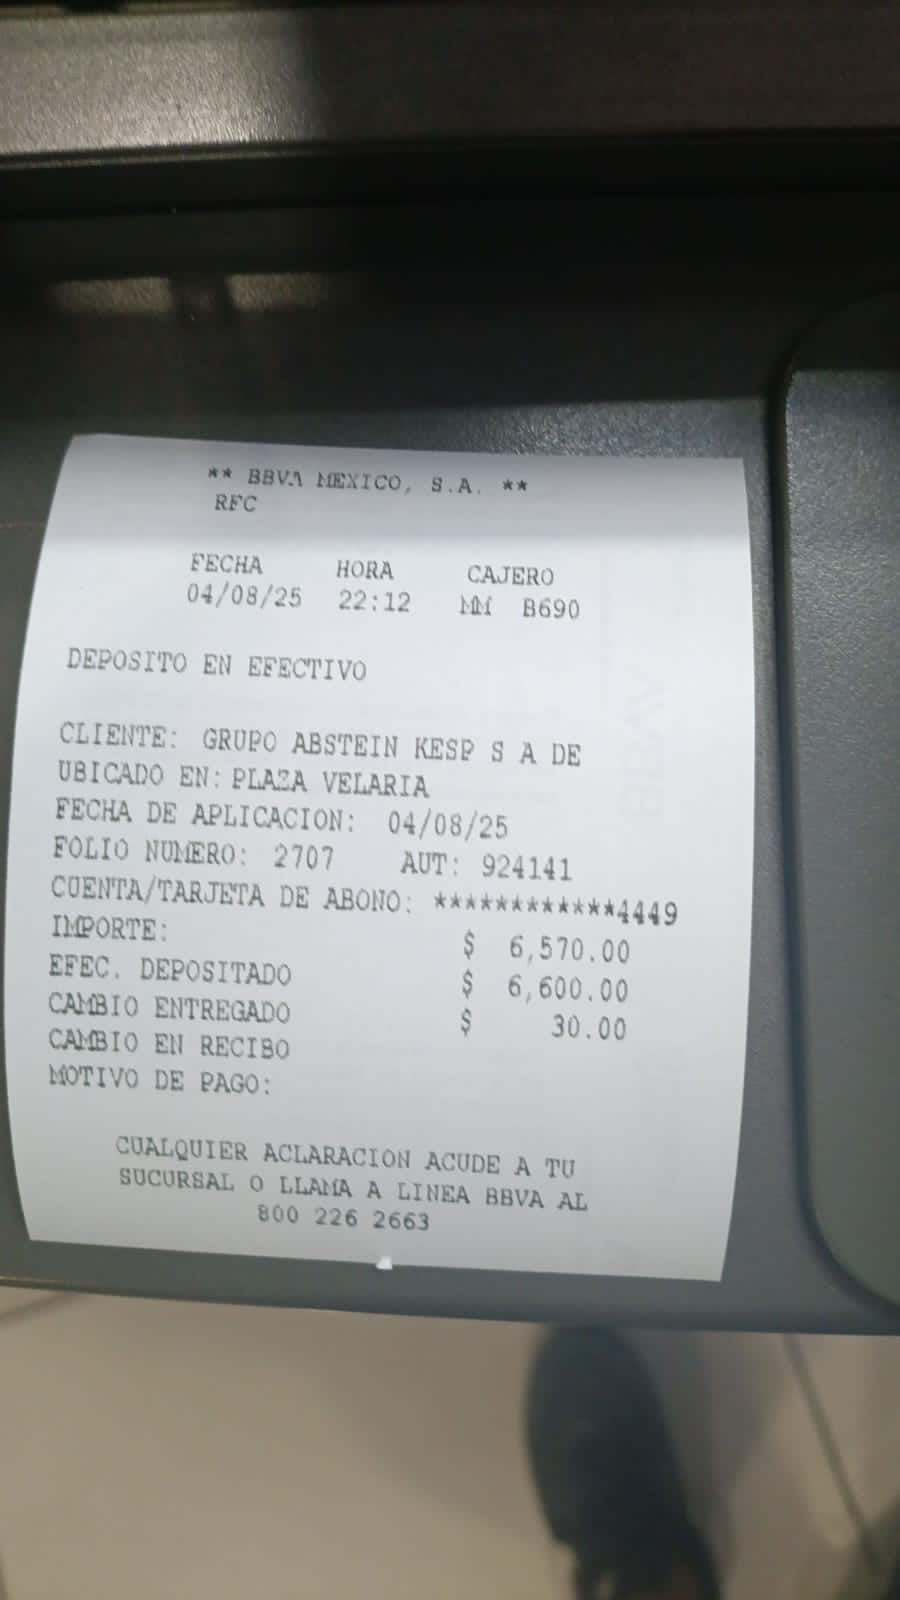 ** BBVA MEXICO, S.A. **
RFC
FECHA HORA CAJERO
04/08/25 22:12 MM B690
DEPOSITO EN EFECTIVO
CLIENTE: GRUPO ABSTEIN KESP S A DE
UBICADO EN: PLAZA VELARIA
FECHA DE APLICACION: 04/08/25
FOLIO NUMERO: 2707 AUT: 924141
CUENTA/TARJETA DE ABONO: ************4449
IMPORTE: $ 6,570.00
EFEC. DEPOSITADO $ 6,600.00
CAMBIO ENTREGADO $ 30.00
CAMBIO EN RECIBO
MOTIVO DE PAGO:
CUALQUIER ACLARACION ACUDE A TU
SUCURSAL O LLAMA A LINEA BBVA AL
800 226 2663
BBVA